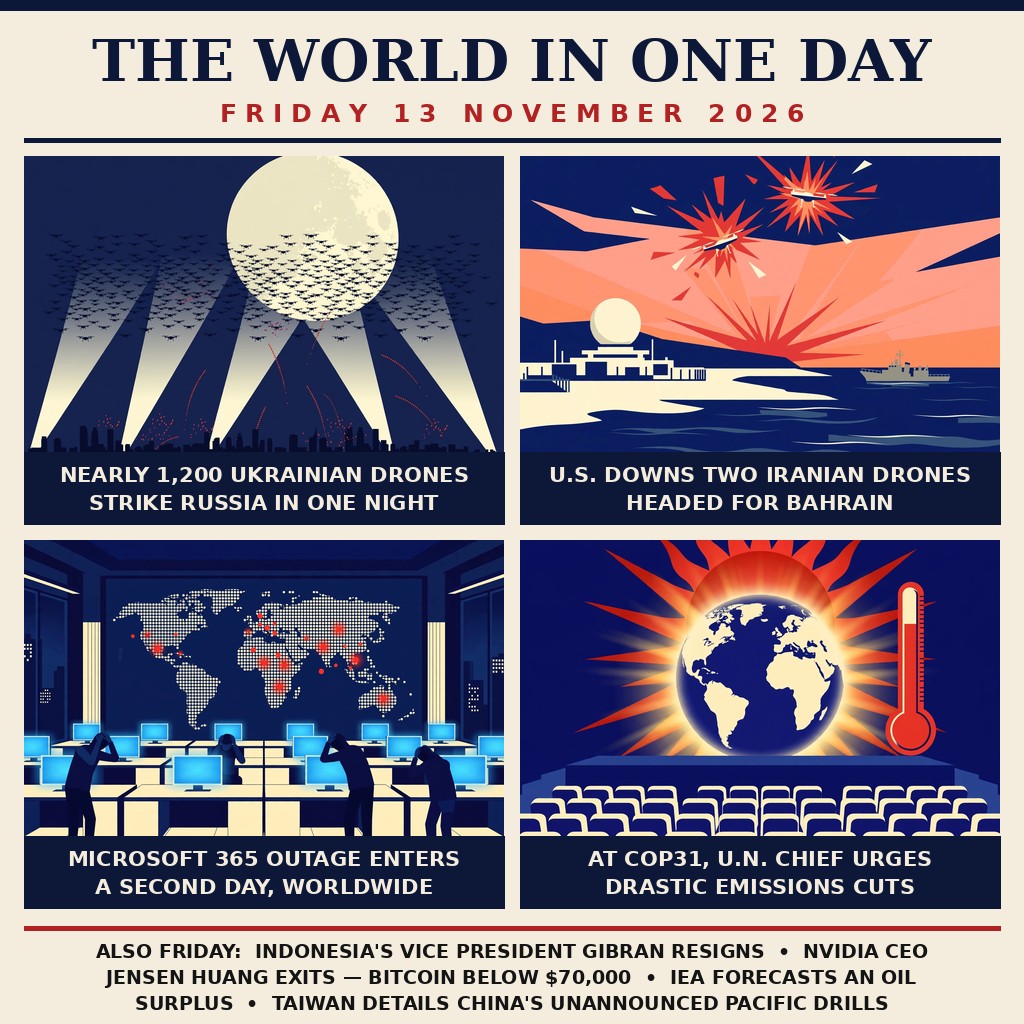 THE WORLD IN ONE DAY
FRIDAY 13 NOVEMBER 2026
NEARLY 1,200 UKRAINIAN DRONES
STRIKE RUSSIA IN ONE NIGHT
U.S. DOWNS TWO IRANIAN DRONES
HEADED FOR BAHRAIN
MICROSOFT 365 OUTAGE ENTERS
A SECOND DAY, WORLDWIDE
AT COP31, U.N. CHIEF URGES
DRASTIC EMISSIONS CUTS
ALSO FRIDAY: INDONESIA'S VICE PRESIDENT GIBRAN RESIGNS • NVIDIA CEO
JENSEN HUANG EXITS — BITCOIN BELOW $70,000 • IEA FORECASTS AN OIL
SURPLUS • TAIWAN DETAILS CHINA'S UNANNOUNCED PACIFIC DRILLS